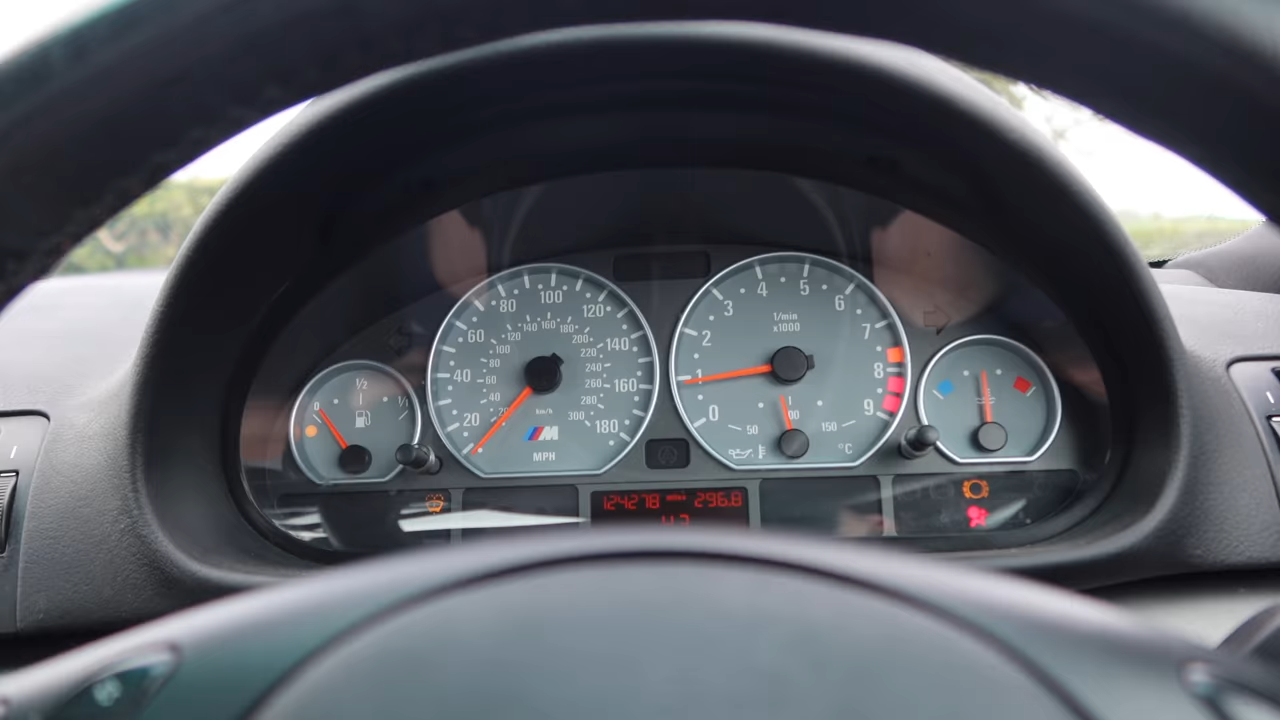 0 1/2 1/1
20 40 60 80 100 120 140 160 180
20 40 60 80 100 120 140 160 180 200 220 240 260 280 300
km/h
M
MPH
0 1 2 3 4 5 6 7 8 9
1/min
x1000
50 150 °C
124278 miles 296.8